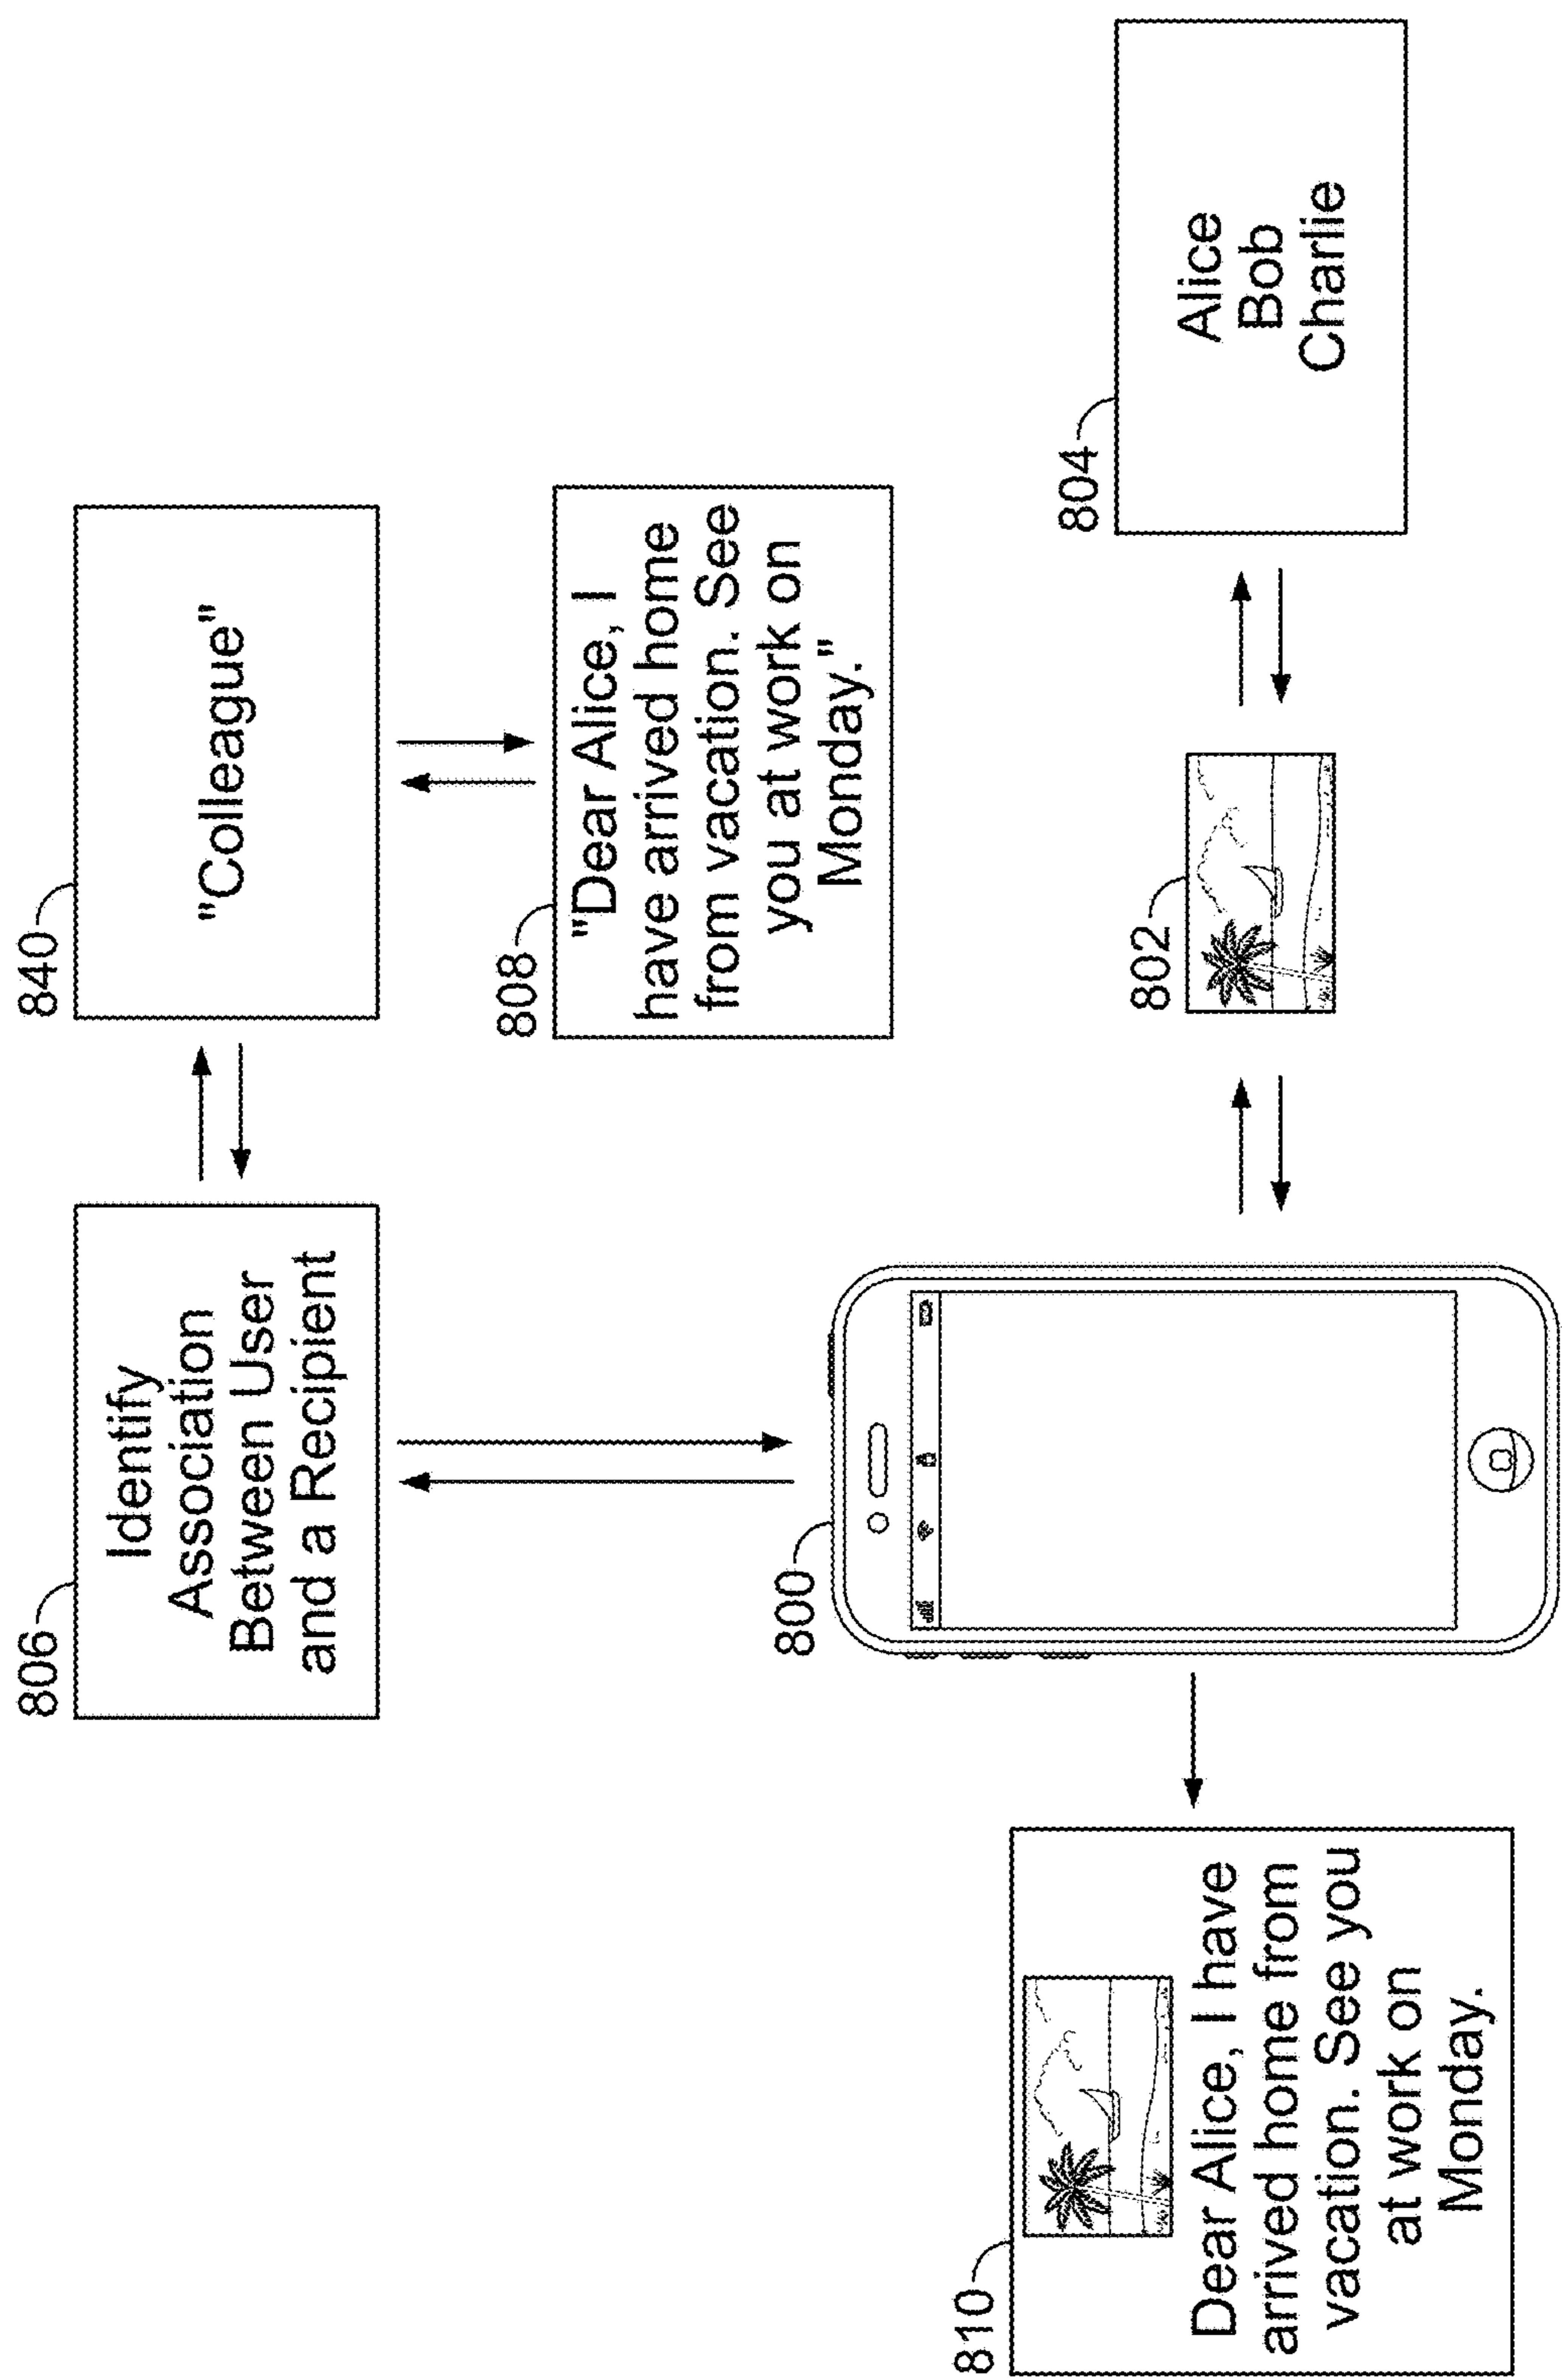 806
Identify
Association
Between User
and a Recipient
840
"Colleague"
808
"Dear Alice, I
have arrived home
from vacation. See
you at work on
Monday."
800
810
Dear Alice, I have
arrived home from
vacation. See you
at work on
Monday.
802
804
Alice
Bob
Charlie